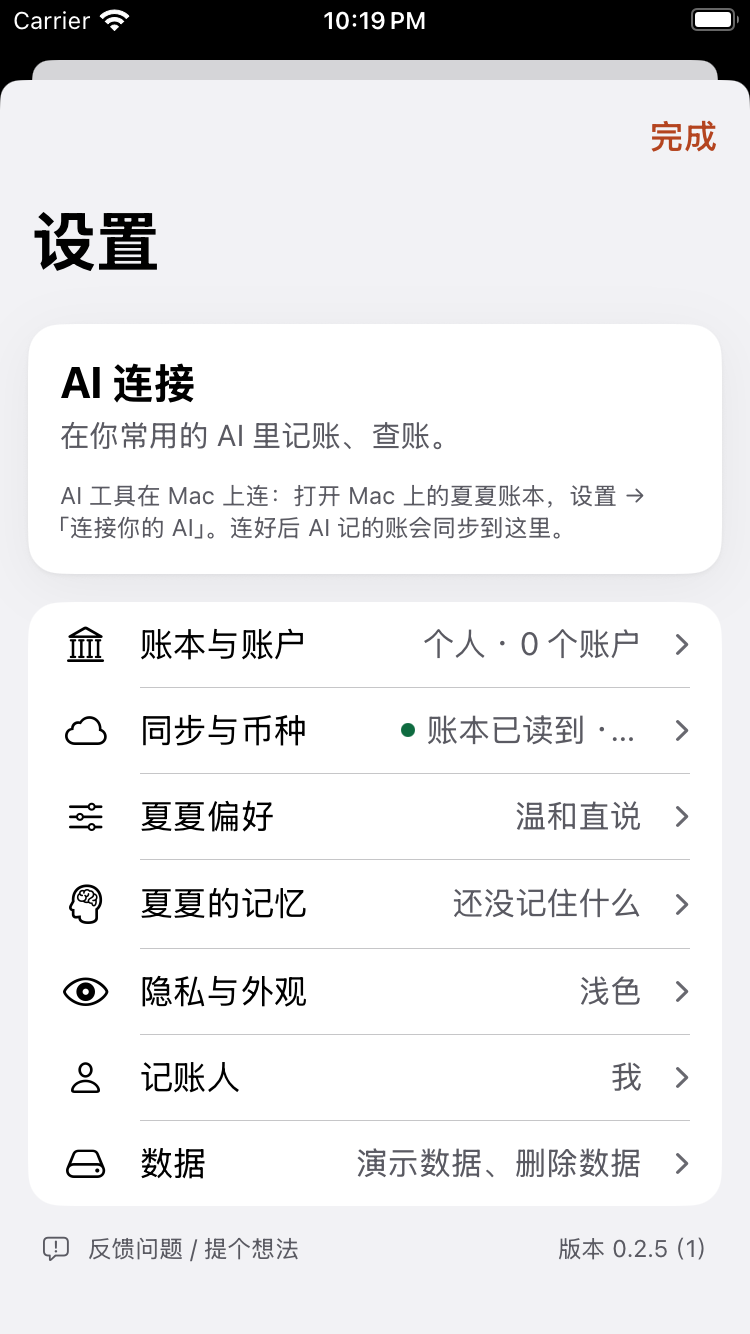 Carrier 10:19 PM
完成
设置
AI 连接
在你常用的 AI 里记账、查账。
AI 工具在 Mac 上连：打开 Mac 上的夏夏账本，设置 →
「连接你的 AI」。连好后 AI 记的账会同步到这里。
账本与账户 个人 · 0 个账户
同步与币种 账本已读到 ·...
夏夏偏好 温和直说
夏夏的记忆 还没记住什么
隐私与外观 浅色
记账人 我
数据 演示数据、删除数据
反馈问题 / 提个想法 版本 0.2.5 (1)